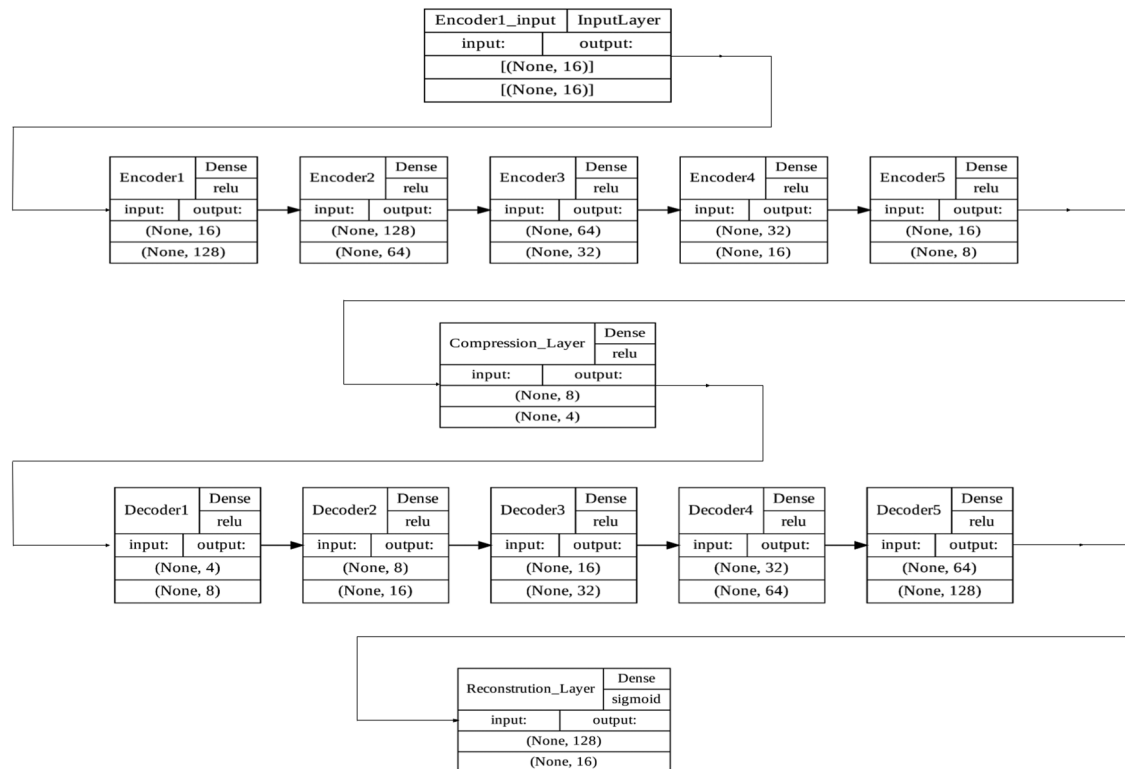 Encoder1_input InputLayer
input: output:
[(None, 16)]
[(None, 16)]
Encoder1 Dense relu
input: output:
(None, 16)
(None, 128)
Encoder2 Dense relu
input: output:
(None, 128)
(None, 64)
Encoder3 Dense relu
input: output:
(None, 64)
(None, 32)
Encoder4 Dense relu
input: output:
(None, 32)
(None, 16)
Encoder5 Dense relu
input: output:
(None, 16)
(None, 8)
Compression_Layer Dense relu
input: output:
(None, 8)
(None, 4)
Decoder1 Dense relu
input: output:
(None, 4)
(None, 8)
Decoder2 Dense relu
input: output:
(None, 8)
(None, 16)
Decoder3 Dense relu
input: output:
(None, 16)
(None, 32)
Decoder4 Dense relu
input: output:
(None, 32)
(None, 64)
Decoder5 Dense relu
input: output:
(None, 64)
(None, 128)
Reconstrution_Layer Dense sigmoid
input: output:
(None, 128)
(None, 16)